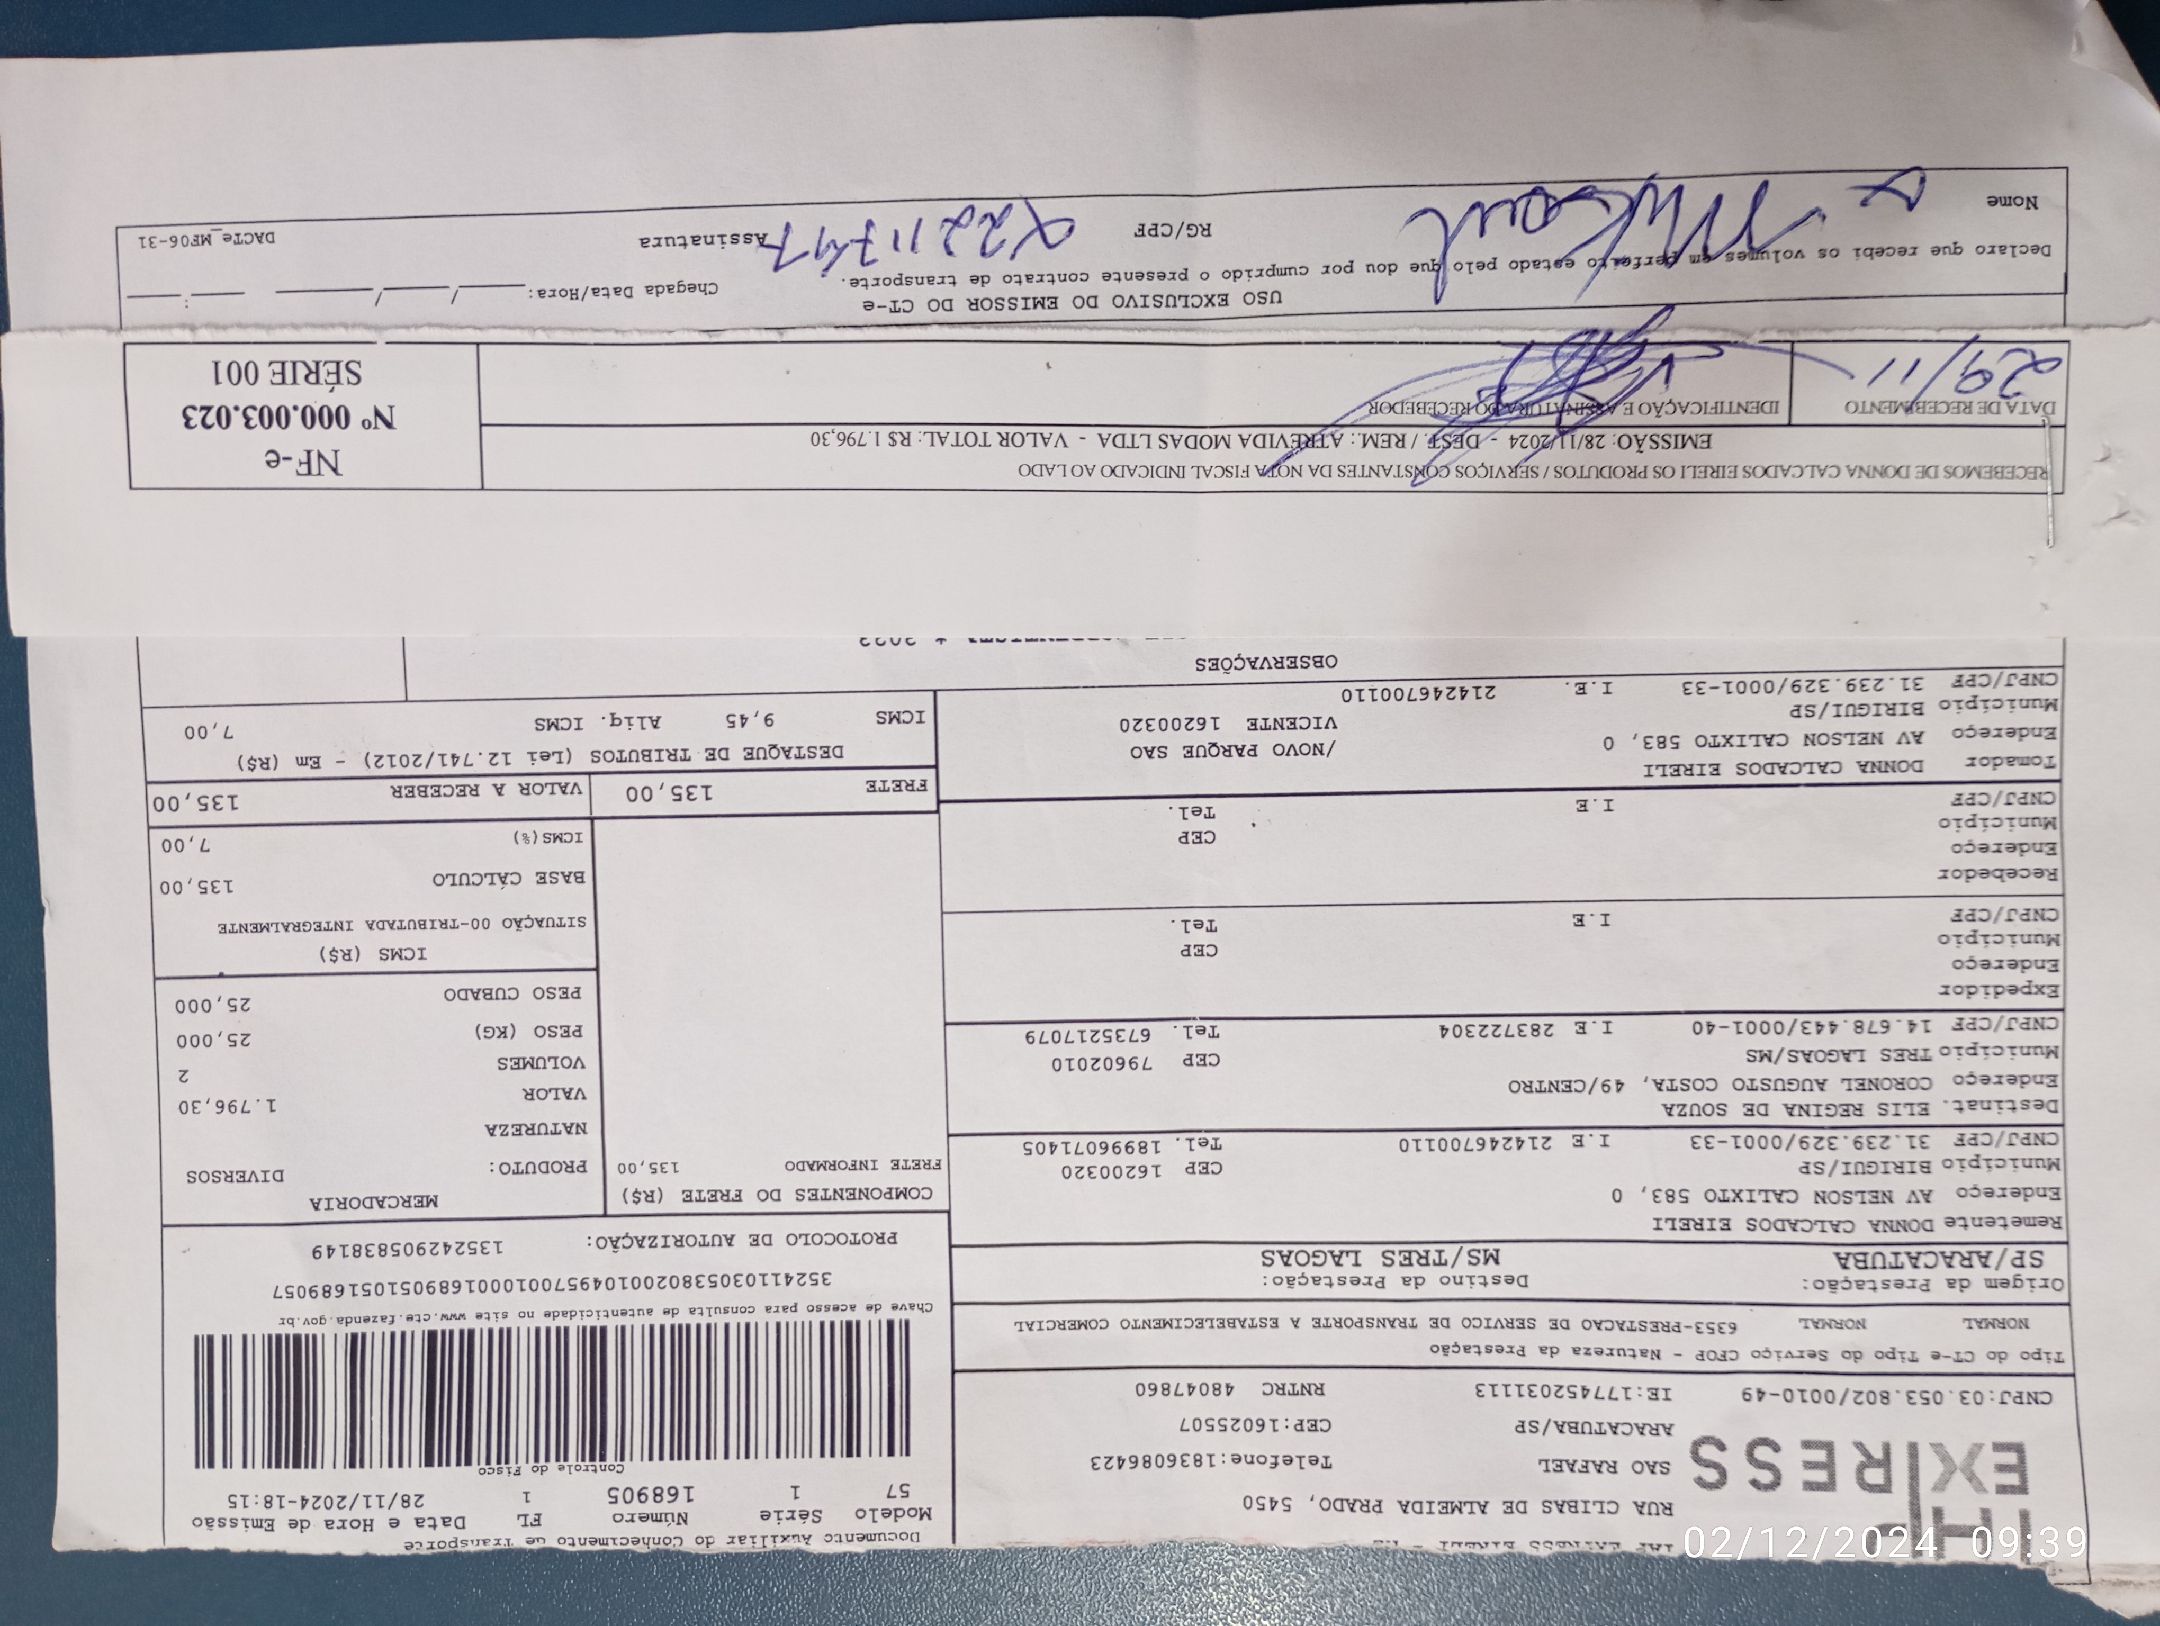 THP
EXPRESS
RUA CLIBAS DE ALMEIDA PRADO, 5450
SAO RAFAEL Telefone:1836086423
ARACATUBA/SP CEP:16025507
CNPJ:03.053.802/0010-49 IE:177452031113 RNTRC 48047860
Tipo do CT-e Tipo do Serviço CFOP - Natureza da Prestação
NORMAL NORMAL 6353-PRESTACAO DE SERVICO DE TRANSPORTE A ESTABELECIMENTO COMERCIAL
Origem da Prestação: Destino da Prestação:
SP/ARACATUBA MS/TRES LAGOAS
Remetente DONNA CALCADOS EIRELI
Endereço AV NELSON CALIXTO 583, 0
Município BIRIGUI/SP CEP 16200320
CNPJ/CPF 31.239.329/0001-33 I.E 214246700110 Tel. 18996071405
Destinat. ELIS REGINA DE SOUZA
Endereço CORONEL AUGUSTO COSTA, 49/CENTRO
Município TRES LAGOAS/MS CEP 79602010
CNPJ/CPF 14.678.443/0001-40 I.E 283722304 Tel. 6735217079
Expedidor
Endereço
Município CEP
CNPJ/CPF I.E Tel.
Recebedor
Endereço
Município CEP
CNPJ/CPF I.E Tel.
Tomador DONNA CALCADOS EIRELI
Endereço AV NELSON CALIXTO 583, 0 /NOVO PARQUE SAO
Município BIRIGUI/SP VICENTE 16200320
CNPJ/CPF 31.239.329/0001-33 I.E. 214246700110
OBSERVAÇÕES
Documento Auxiliar do Conhecimento de Transporte
Modelo Série Número FL Data e Hora de Emissão
57 1 168905 1 28/11/2024-18:15
Controle do Fisco
Chave de acesso para consulta de autenticidade no site www.cte.fazenda.gov.br
35241103053802001049570010001689051051689057
PROTOCOLO DE AUTORIZAÇÃO: 135242905838149
COMPONENTES DO FRETE (R$)
FRETE INFORMADO 135,00
MERCADORIA
PRODUTO: DIVERSOS
NATUREZA
VALOR 1.796,30
VOLUMES 2
PESO (KG) 25,000
PESO CUBADO 25,000
ICMS (R$)
SITUAÇÃO 00-TRIBUTADA INTEGRALMENTE
BASE CÁLCULO 135,00
ICMS(%) 7,00
FRETE 135,00 VALOR A RECEBER 135,00
DESTAQUE DE TRIBUTOS (Lei 12.741/2012) - Em (R$)
ICMS 9,45 Aliq. ICMS 7,00
RECEBEMOS DE DONNA CALCADOS EIRELI OS PRODUTOS / SERVIÇOS CONSTANTES DA NOTA FISCAL INDICADO AO LADO
EMISSÃO: 28/11/2024 - DEST. / REM.: ATREVIDA MODAS LTDA - VALOR TOTAL: R$ 1.796,30
DATA DE RECEBIMENTO IDENTIFICAÇÃO E ASSINATURA DO RECEBEDOR
29/11
NF-e
Nº 000.003.023
SÉRIE 001
USO EXCLUSIVO DO EMISSOR DO CT-e Chegada Data/Hora: ____/____/____ ___:___
Declaro que recebi os volumes em perfeito estado pelo que dou por cumprido o presente contrato de transporte.
Nome RG/CPF Assinatura DACTe_MF06-31
02/12/2024 09:39